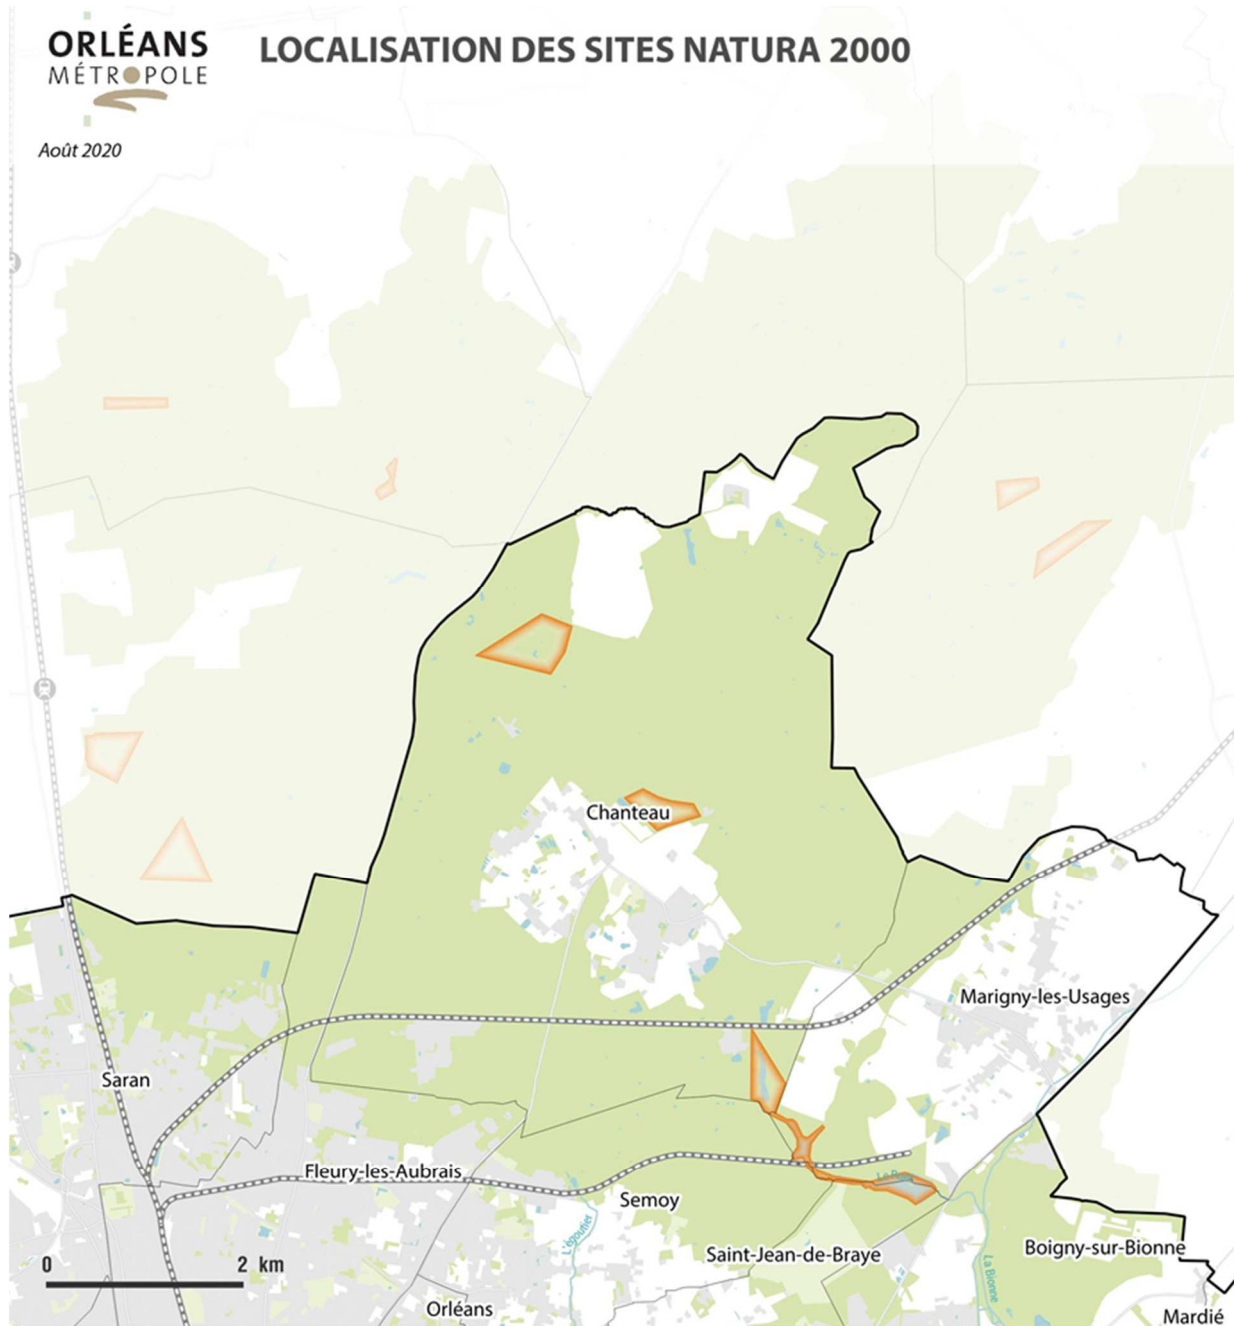 ORLÉANS
MÉTROPOLE
LOCALISATION DES SITES NATURA 2000
Août 2020
Chanteau
Marigny-les-Usages
Saran
Fleury-les-Aubrais
Semoy
L'égoutier
Saint-Jean-de-Braye
La Bionne
Boigny-sur-Bionne
0 2 km
Orléans
Mardié